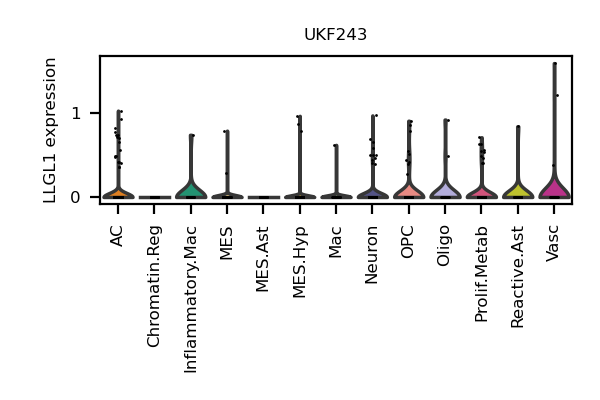 UKF243
LLGL1 expression
1
0
AC
Chromatin.Reg
Inflammatory.Mac
MES
MES.Ast
MES.Hyp
Mac
Neuron
OPC
Oligo
Prolif.Metab
Reactive.Ast
Vasc